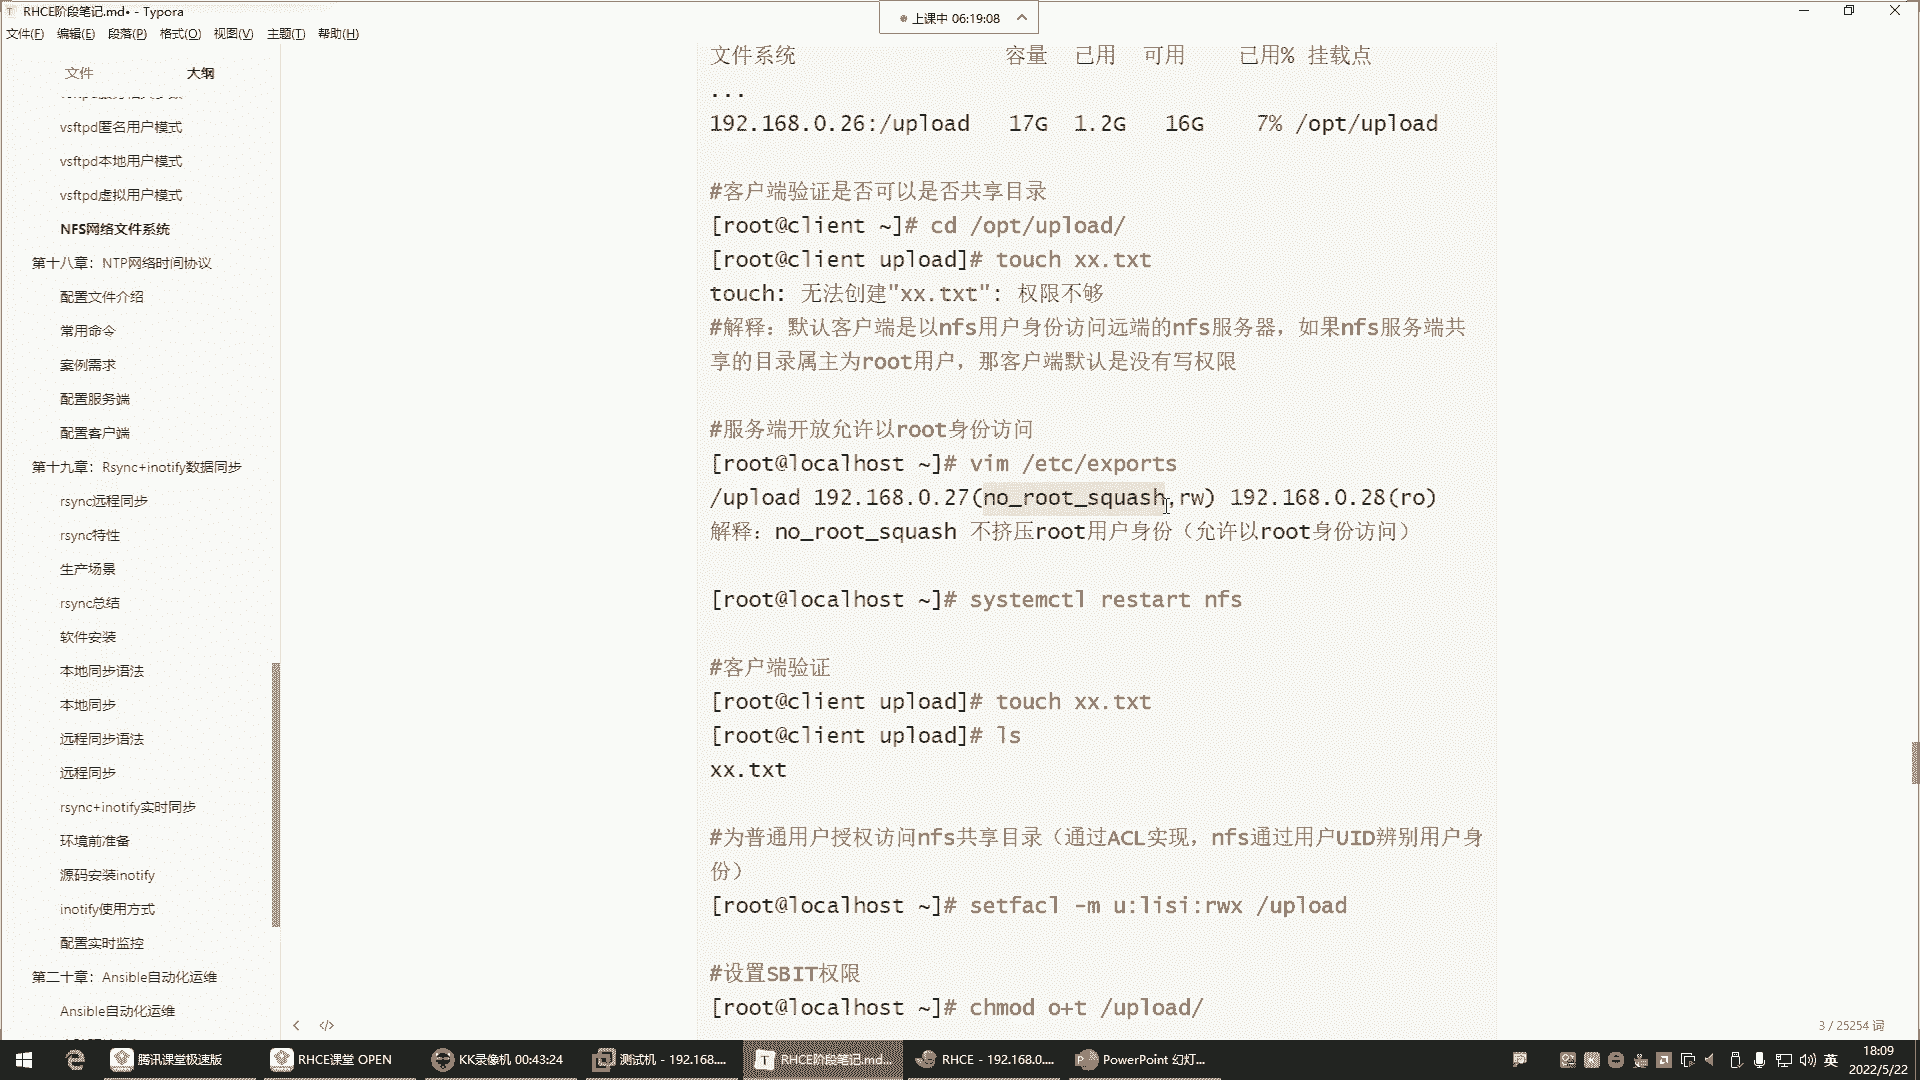 RHCE阶段笔记.md• - Typora
上课中 06:19:08
文件(F) 编辑(E) 段落(P) 格式(O) 视图(V) 主题(T) 帮助(H)
文件 大纲
vsftpd匿名用户模式
vsftpd本地用户模式
vsftpd虚拟用户模式
NFS网络文件系统
第十八章：NTP网络时间协议
配置文件介绍
常用命令
案例需求
配置服务端
配置客户端
第十九章：Rsync+inotify数据同步
rsync远程同步
rsync特性
生产场景
rsync总结
软件安装
本地同步语法
本地同步
远程同步语法
远程同步
rsync+inotify实时同步
环境前准备
源码安装inotify
inotify使用方式
配置实时监控
第二十章：Ansible自动化运维
Ansible自动化运维
文件系统 容量 已用 可用 已用% 挂载点
...
192.168.0.26:/upload 17G 1.2G 16G 7% /opt/upload
#客户端验证是否可以是否共享目录
[root@client ~]# cd /opt/upload/
[root@client upload]# touch xx.txt
touch: 无法创建"xx.txt": 权限不够
#解释：默认客户端是以nfs用户身份访问远端的nfs服务器，如果nfs服务端共
享的目录属主为root用户，那客户端默认是没有写权限
#服务端开放允许以root身份访问
[root@localhost ~]# vim /etc/exports
/upload 192.168.0.27(no_root_squash,rw) 192.168.0.28(ro)
解释：no_root_squash 不挤压root用户身份（允许以root身份访问）
[root@localhost ~]# systemctl restart nfs
#客户端验证
[root@client upload]# touch xx.txt
[root@client upload]# ls
xx.txt
#为普通用户授权访问nfs共享目录（通过ACL实现，nfs通过用户UID辨别用户身
份）
[root@localhost ~]# setfacl -m u:lisi:rwx /upload
#设置SBIT权限
[root@localhost ~]# chmod o+t /upload/
3 / 25254 词
腾讯课堂极速版 RHCE课堂 OPEN KK录像机 00:43:24 测试机 - 192.168.... RHCE阶段笔记.md... RHCE - 192.168.0.... PowerPoint 幻灯... 英 18:09
2022/5/22